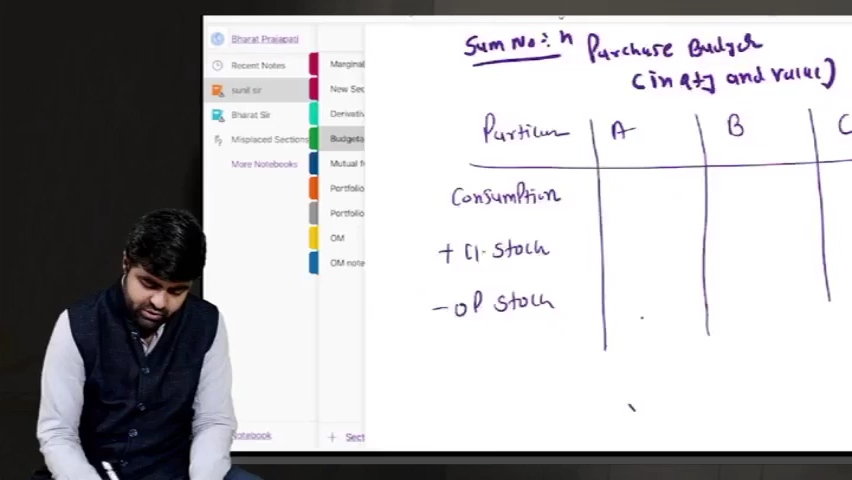 Bharat Prajapati
Recent Notes
sunil sir
Bharat Sir
Misplaced Sections
More Notebooks
Notebook
Marginal
New Sec
Derivati
Budgeta
Mutual f
Portfolio
Portfolio
OM
OM note
+ Sect
Sum No:- 4 Purchase Budget
(in qty and value)
Particular A B C
Consumption
+ Cl. Stock
- OP Stock